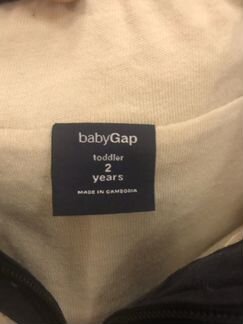 babyGap
toddler
2
years
MADE IN CAMBODIA